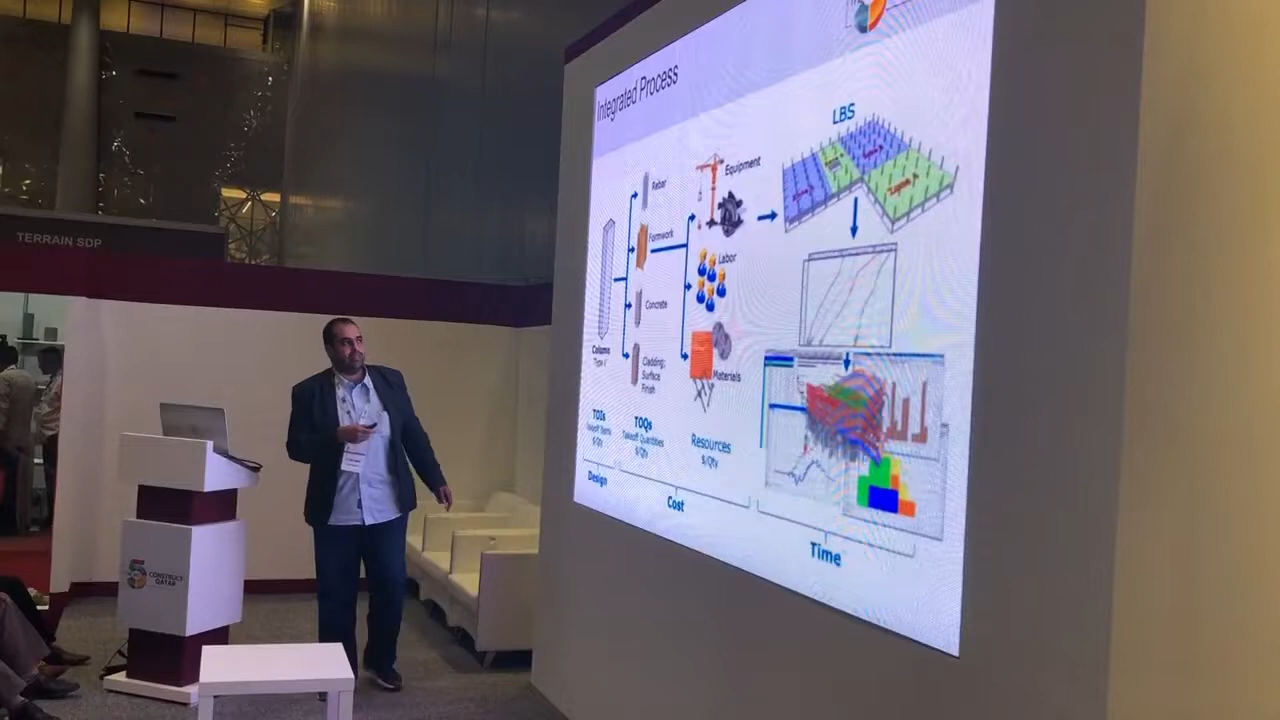 TERRAIN SDP
CONSTRUCT
QATAR
Integrated Process
LBS
Equipment
Rebar
Formwork
Labor
Concrete
Column
Type V
Cladding;
Surface
Finish
Materials
TOIs
Takeoff Items
$/Qty
TOQs
Takeoff Quantities
$/Qty
Resources
$/Qty
Design
Cost
Time